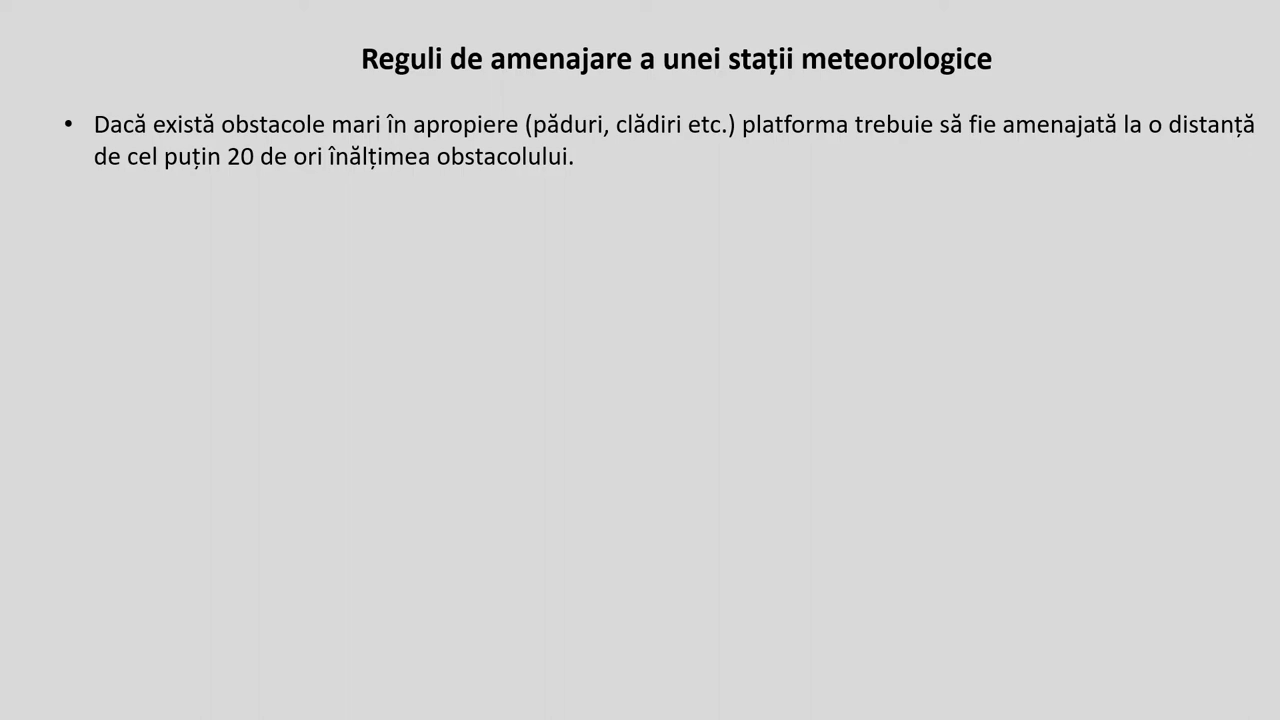 Reguli de amenajare a unei stații meteorologice
• Dacă există obstacole mari în apropiere (păduri, clădiri etc.) platforma trebuie să fie amenajată la o distanță
de cel puțin 20 de ori înălțimea obstacolului.